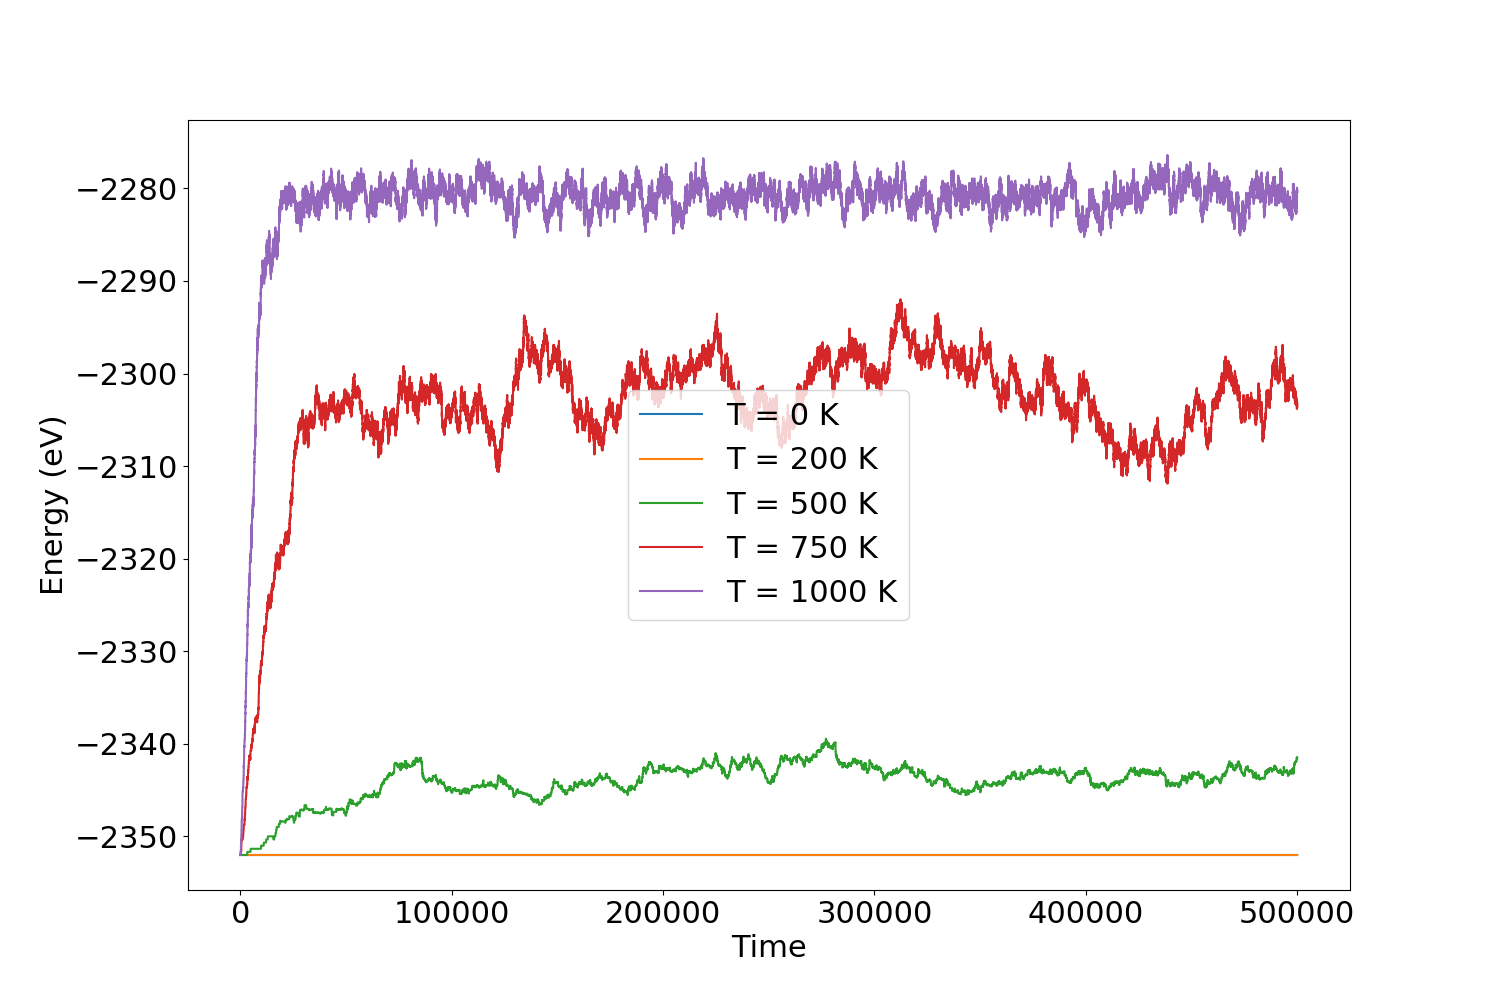 −2280
−2290
−2300
−2310
−2320
−2330
−2340
−2350
Energy (eV)
T = 0 K
T = 200 K
T = 500 K
T = 750 K
T = 1000 K
0 100000 200000 300000 400000 500000
Time